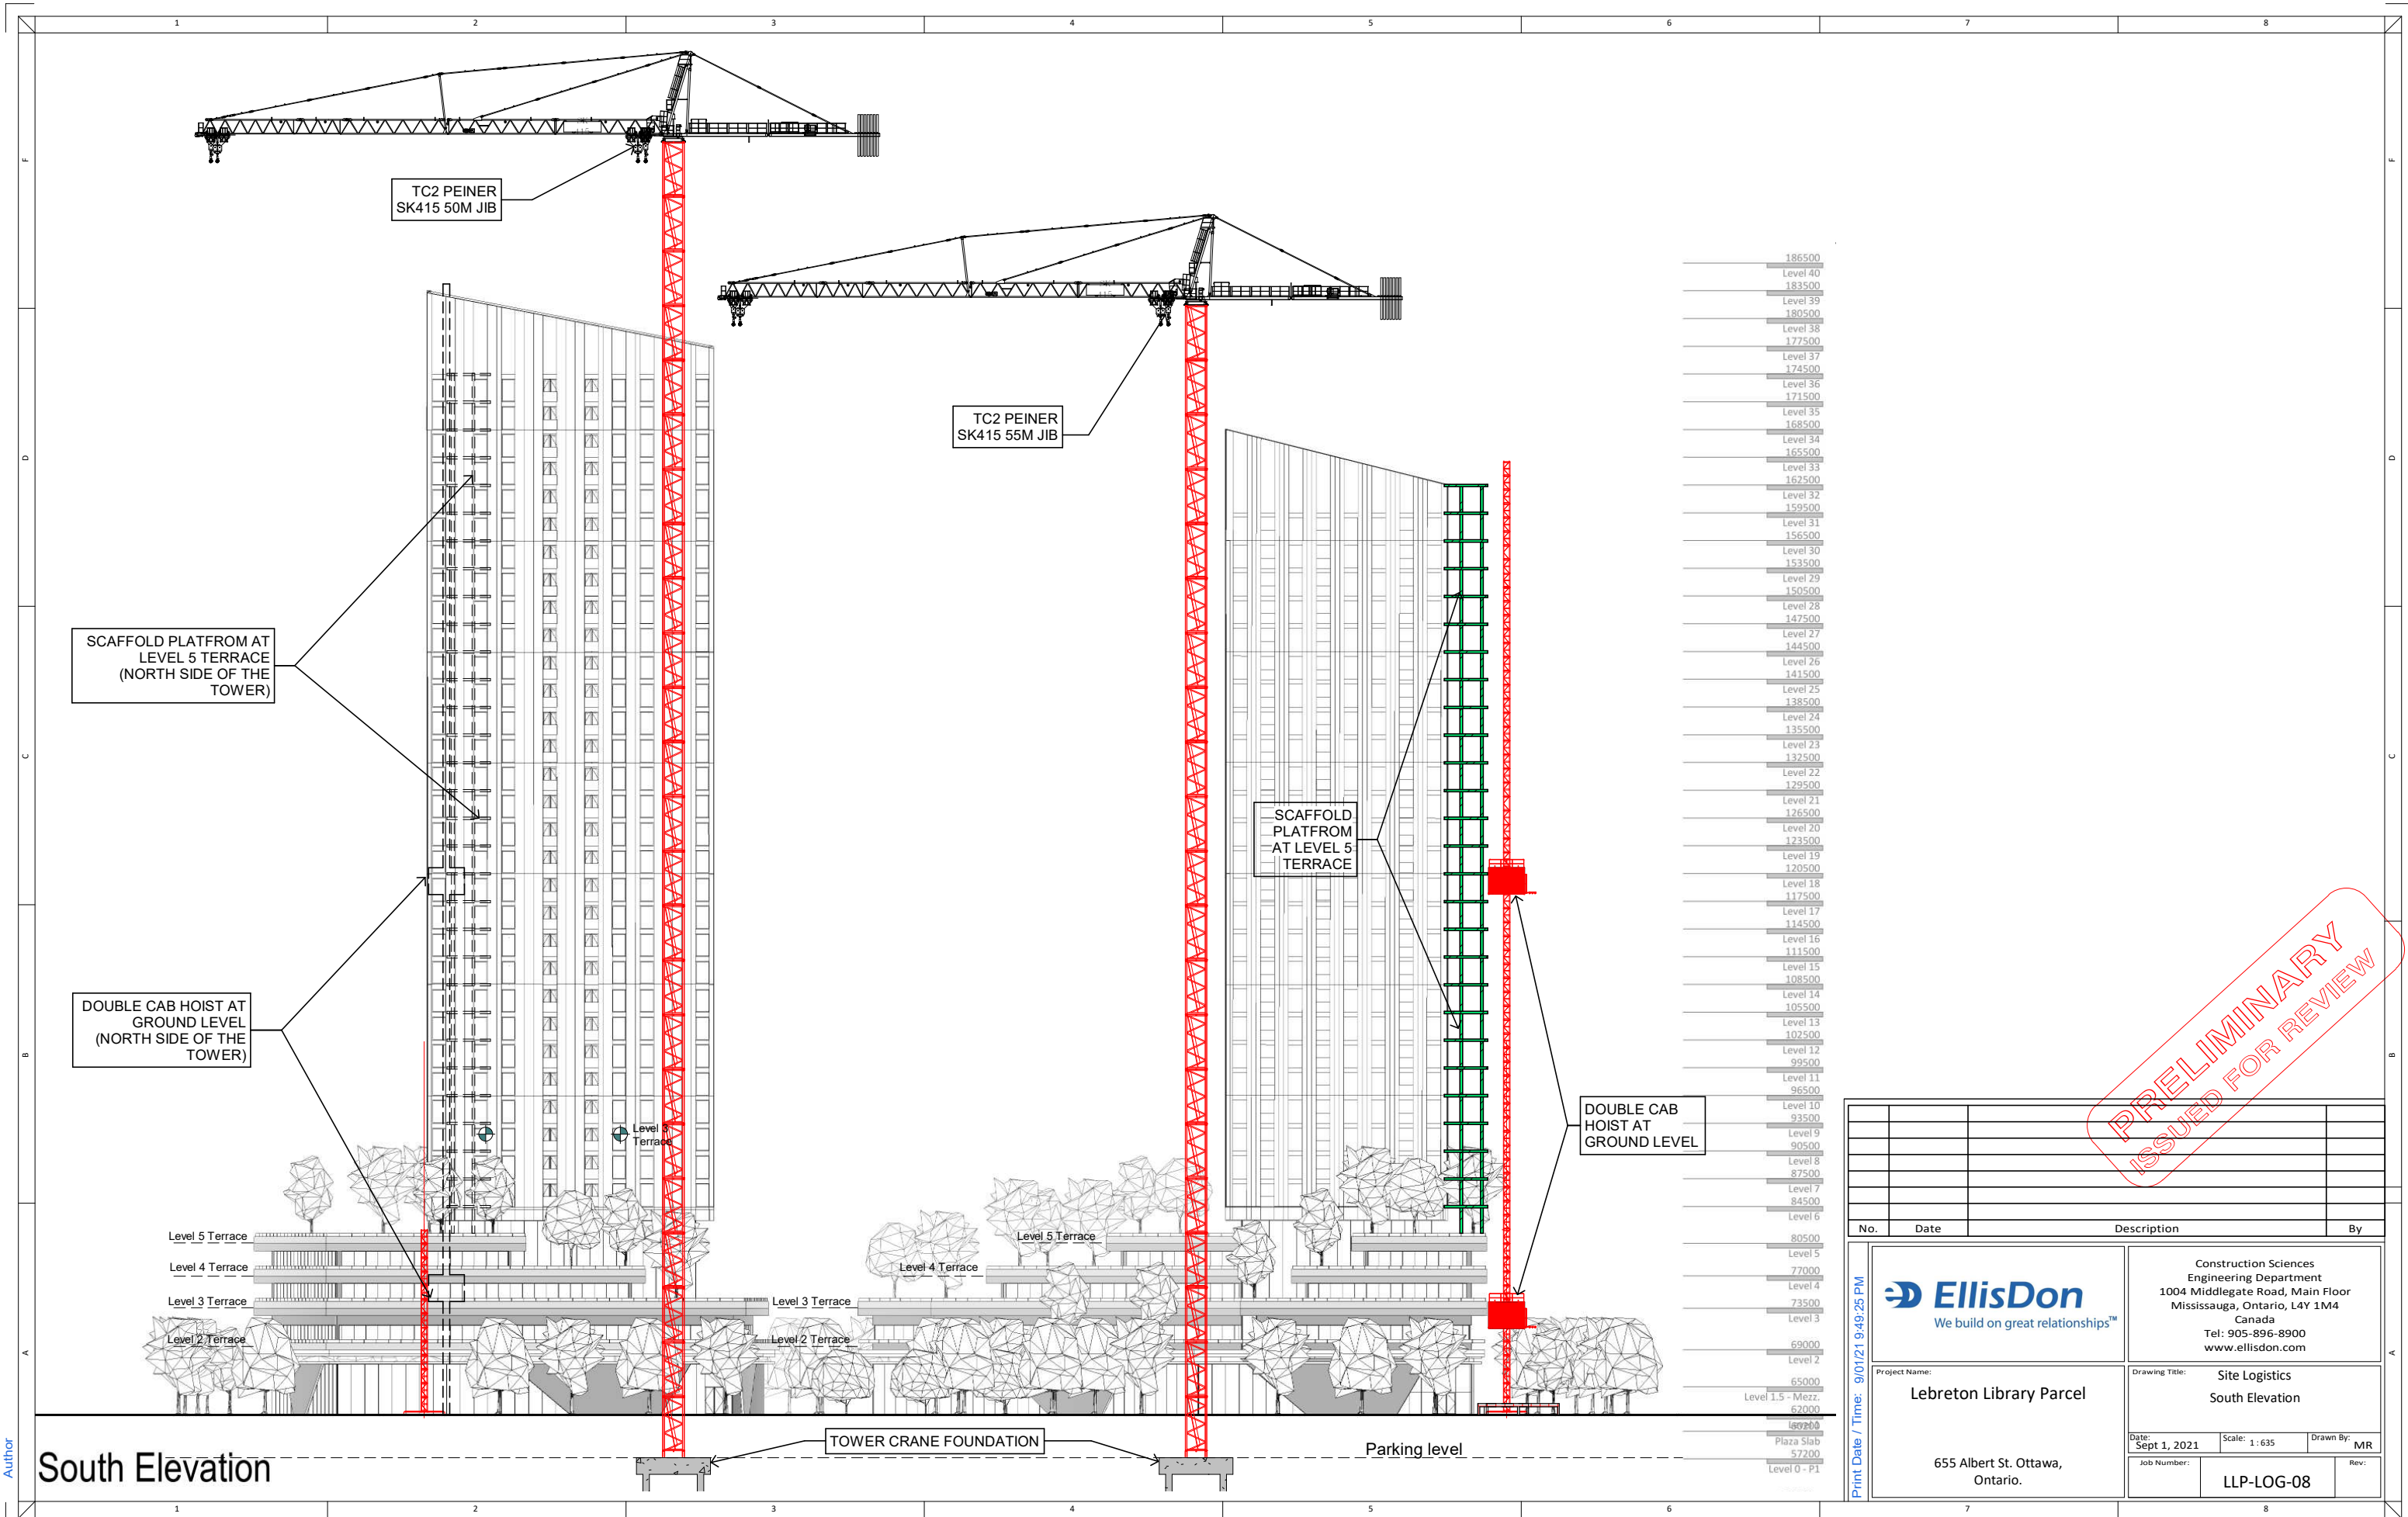 1 2 3 4 5 6 7 8
F
D
C
B
A
F
D
C
B
A
TC2 PEINER
SK415 50M JIB
TC2 PEINER
SK415 55M JIB
SCAFFOLD PLATFROM AT
LEVEL 5 TERRACE
(NORTH SIDE OF THE
TOWER)
DOUBLE CAB HOIST AT
GROUND LEVEL
(NORTH SIDE OF THE
TOWER)
SCAFFOLD
PLATFROM
AT LEVEL 5
TERRACE
DOUBLE CAB
HOIST AT
GROUND LEVEL
Level 3
Terrace
Level 5 Terrace
Level 4 Terrace
Level 3 Terrace
Level 2 Terrace
Level 5 Terrace
Level 4 Terrace
Level 3 Terrace
Level 2 Terrace
TOWER CRANE FOUNDATION
Parking level
South Elevation
Author
186500
Level 40
183500
Level 39
180500
Level 38
177500
Level 37
174500
Level 36
171500
Level 35
168500
Level 34
165500
Level 33
162500
Level 32
159500
Level 31
156500
Level 30
153500
Level 29
150500
Level 28
147500
Level 27
144500
Level 26
141500
Level 25
138500
Level 24
135500
Level 23
132500
Level 22
129500
Level 21
126500
Level 20
123500
Level 19
120500
Level 18
117500
Level 17
114500
Level 16
111500
Level 15
108500
Level 14
105500
Level 13
102500
Level 12
99500
Level 11
96500
Level 10
93500
Level 9
90500
Level 8
87500
Level 7
84500
Level 6
80500
Level 5
77000
Level 4
73500
Level 3
69000
Level 2
65000
Level 1.5 - Mezz.
62000
Plaza Slab
57200
Level 0 - P1
PRELIMINARY
ISSUED FOR REVIEW
No. Date Description By
Print Date / Time: 9/01/21 9:49:25 PM
EllisDon
We build on great relationships™
Construction Sciences
Engineering Department
1004 Middlegate Road, Main Floor
Mississauga, Ontario, L4Y 1M4
Canada
Tel: 905-896-8900
www.ellisdon.com
Project Name:
Lebreton Library Parcel
655 Albert St. Ottawa,
Ontario.
Drawing Title:
Site Logistics
South Elevation
Date: Sept 1, 2021
Scale: 1 : 635
Drawn By: MR
Job Number:
LLP-LOG-08
Rev:
1 2 3 4 5 6 7 8